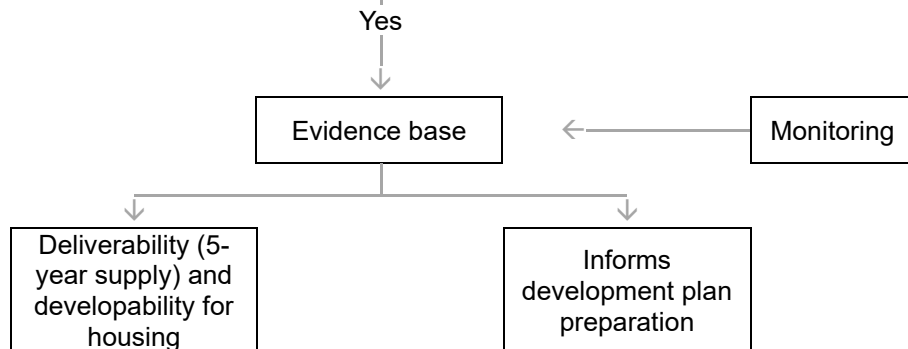 Yes
Evidence base
Monitoring
Deliverability (5-
year supply) and
developability for
housing
Informs
development plan
preparation